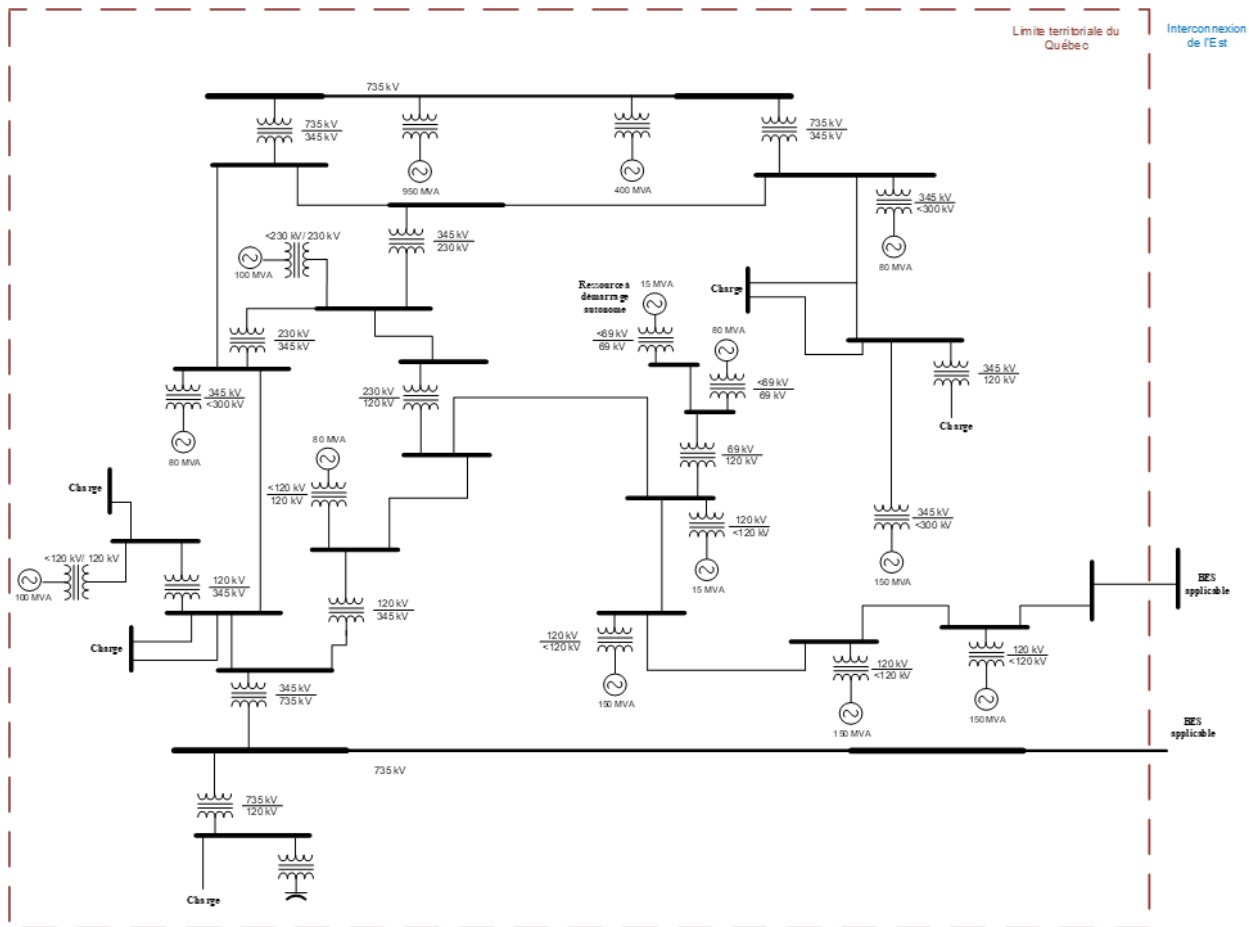 Limite territoriale du
Québec
Interconnexion
de l'Est
735 kV
735 kV
345 kV
735 kV
345 kV
950 MVA
400 MVA
345 kV
<300 kV
80 MVA
345 kV
230 kV
<230 kV/ 230 kV
100 MVA
Ressource à
démarrage
autonome
15 MVA
Charge
230 kV
345 kV
<69 kV
69 kV
80 MVA
345 kV
120 kV
Charge
345 kV
<300 kV
80 MVA
230 kV
120 kV
<69 kV
69 kV
80 MVA
<120 kV
120 kV
69 kV
120 kV
Charge
345 kV
<300 kV
150 MVA
120 kV
<120 kV
15 MVA
<120 kV/ 120 kV
100 MVA
120 kV
345 kV
120 kV
345 kV
BES
applicable
Charge
120 kV
<120 kV
150 MVA
120 kV
<120 kV
150 MVA
120 kV
<120 kV
150 MVA
345 kV
735 kV
BES
applicable
735 kV
735 kV
120 kV
Charge